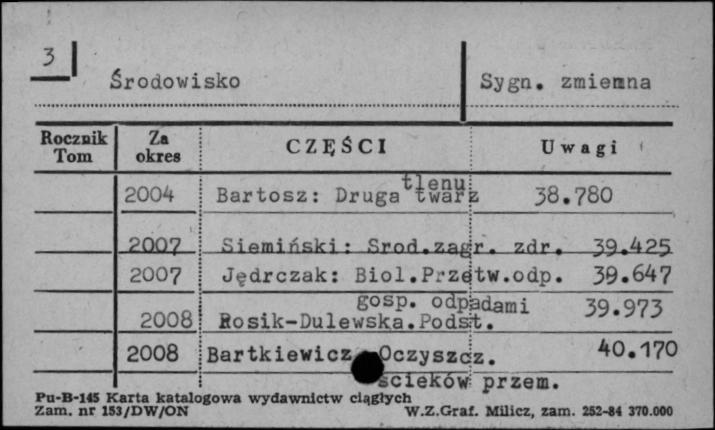 3
Środowisko Sygn. zmienna
Rocznik Tom Za okres CZĘŚCI Uwagi
tlenu
2004 Bartosz: Druga twarz 38.780
2007 Siemiński: Srod.zagr. zdr. 39.425
2007 Jędrczak: Biol.Przetw.odp. 39.647
gosp. odpadami 39.973
2008 Rosik-Dulewska.Podst.
2008 Bartkiewicz Oczyszcz. 40.170
ścieków przem.
Pu-B-145 Karta katalogowa wydawnictw ciągłych
Zam. nr 153/DW/ON W.Z.Graf. Milicz, zam. 252-84 370.000